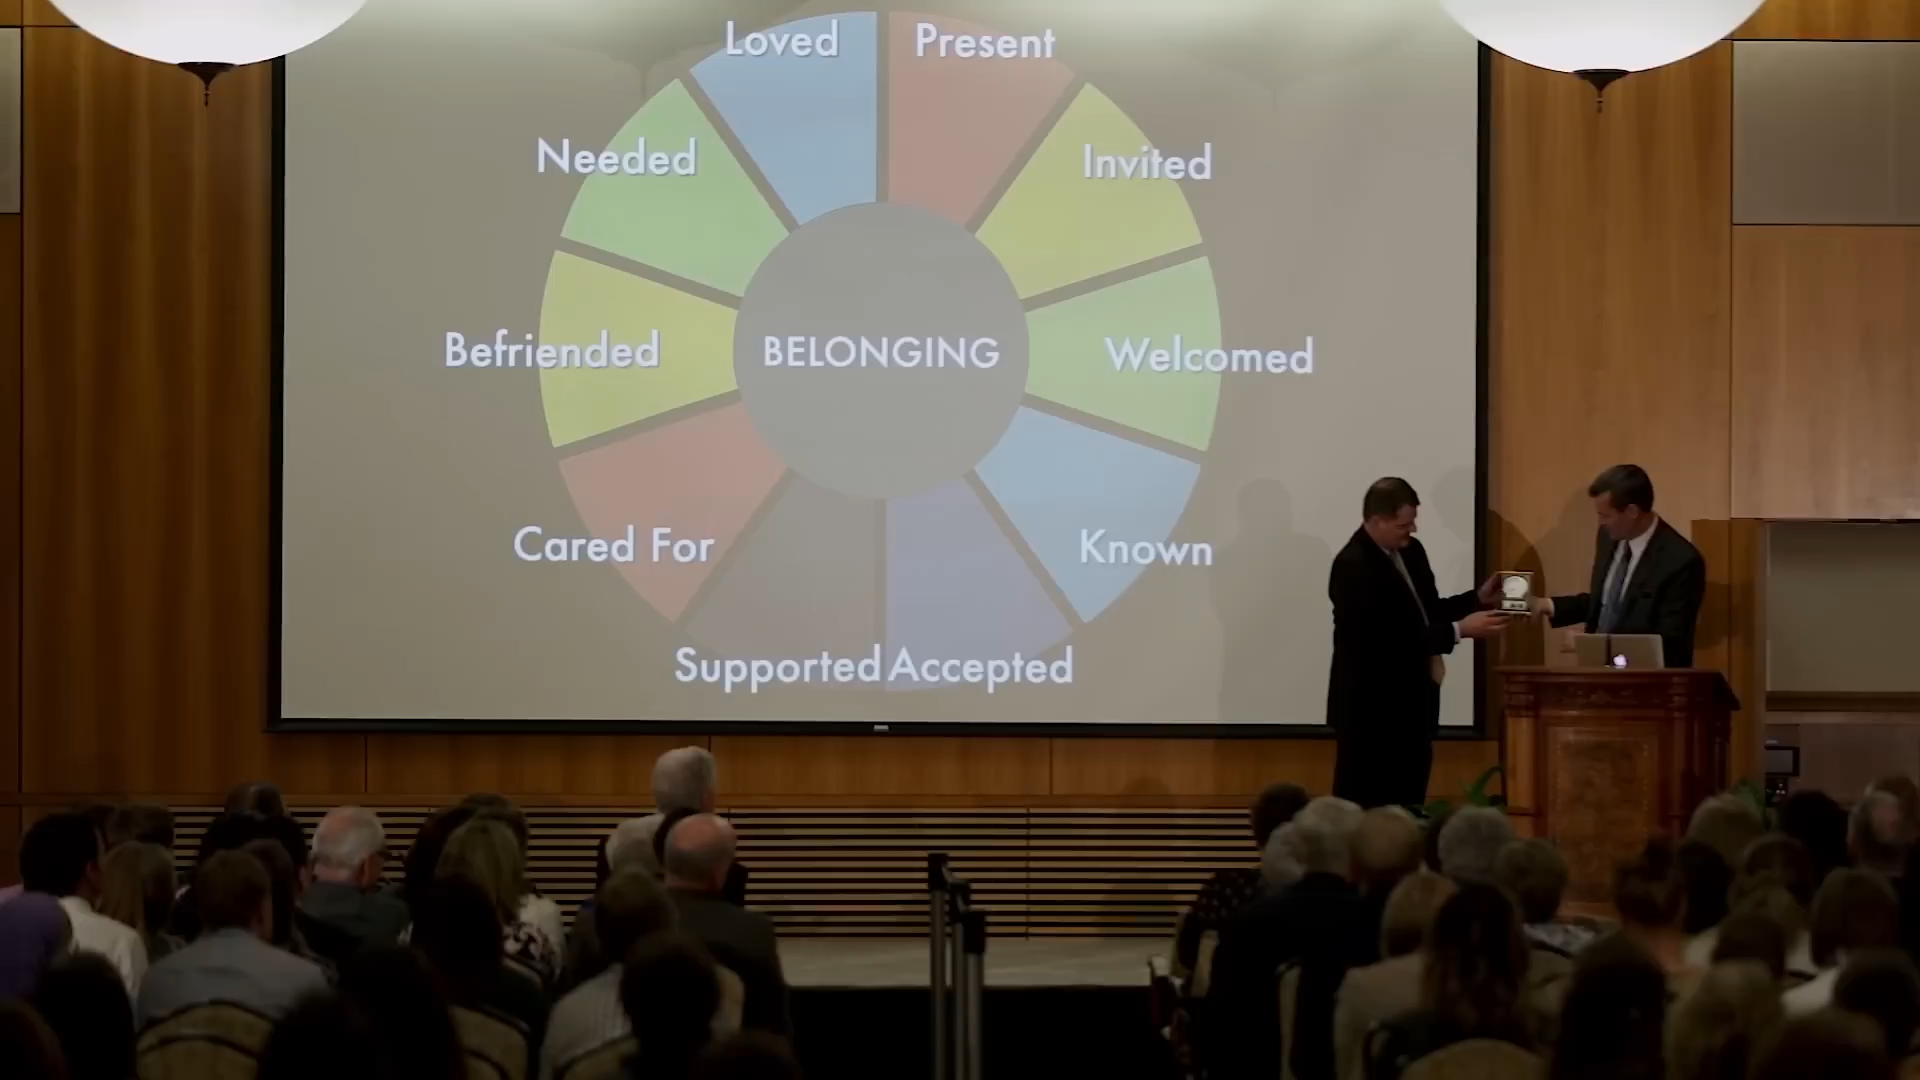 Loved
Present
Needed
Invited
Befriended
BELONGING
Welcomed
Cared For
Known
Supported
Accepted